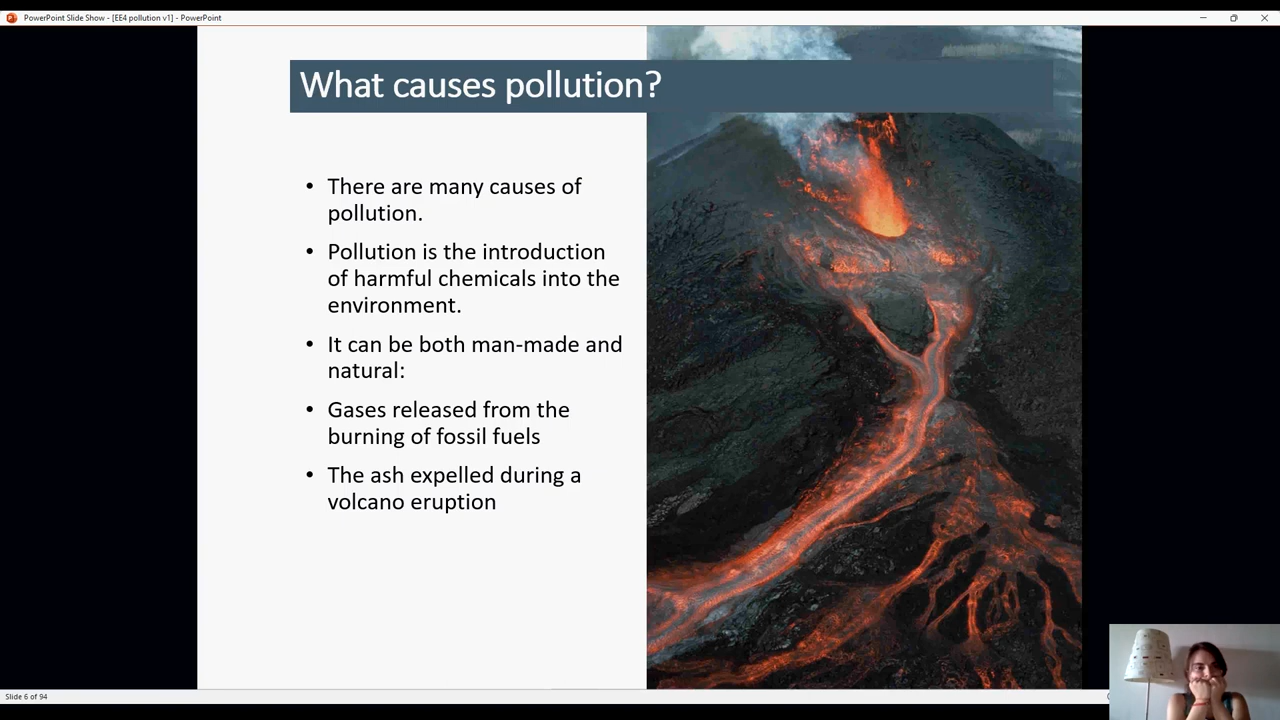 PowerPoint Slide Show - [EE4 pollution v1] - PowerPoint
What causes pollution?
• There are many causes of
pollution.
• Pollution is the introduction
of harmful chemicals into the
environment.
• It can be both man-made and
natural:
• Gases released from the
burning of fossil fuels
• The ash expelled during a
volcano eruption
Slide 6 of 94